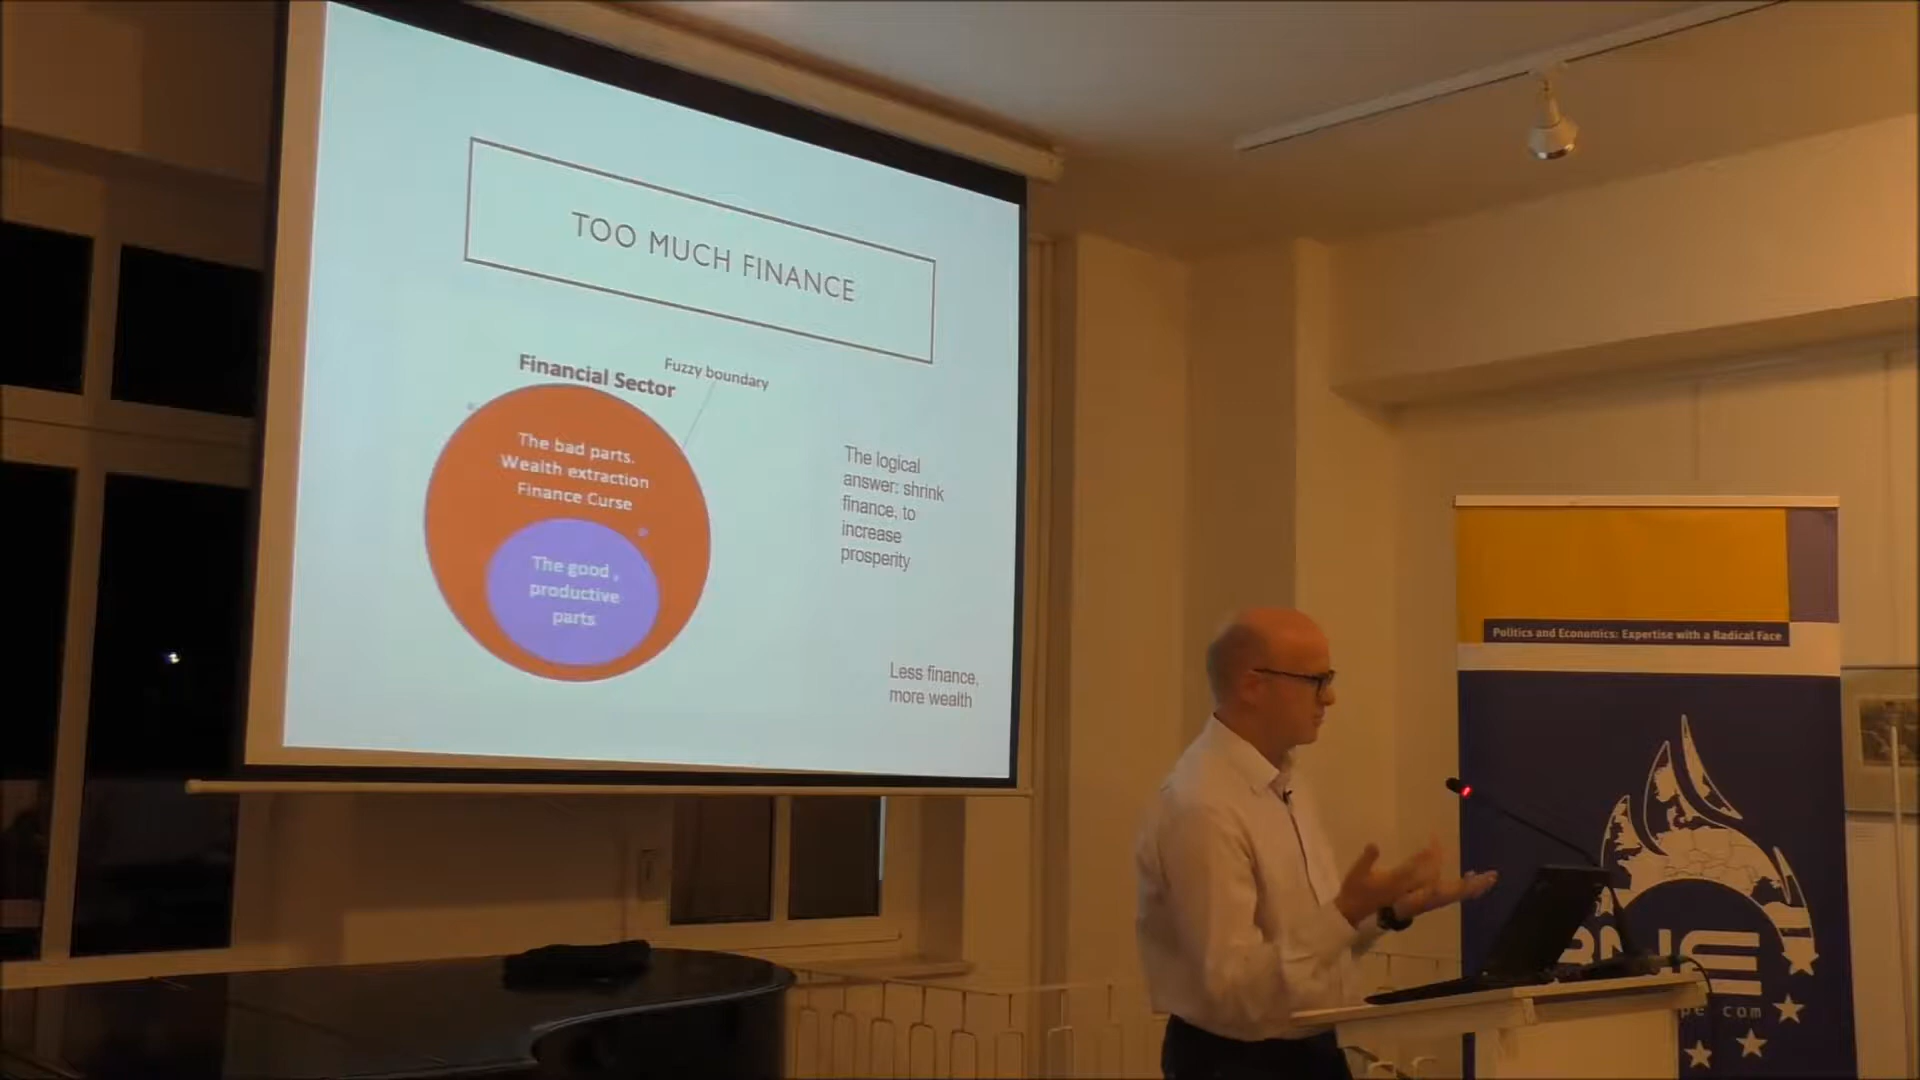 TOO MUCH FINANCE
Financial Sector
Fuzzy boundary
The bad parts.
Wealth extraction
Finance Curse
The good ,
productive
parts
The logical
answer: shrink
finance, to
increase
prosperity
Less finance,
more wealth
Politics and Economics: Expertise with a Radical Face